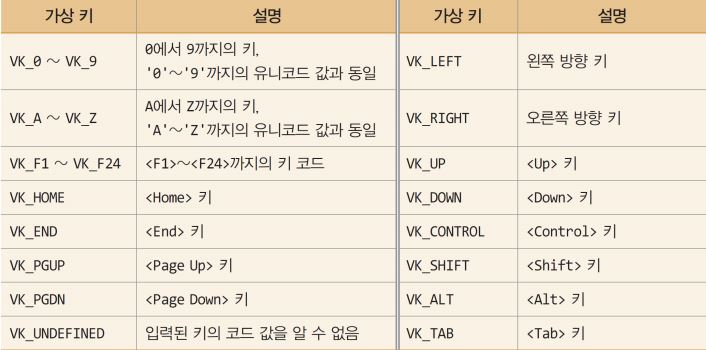 가상 키 설명 가상 키 설명
VK_0 ~ VK_9 0에서 9까지의 키, VK_LEFT 왼쪽 방향 키
'0'~'9'까지의 유니코드 값과 동일
VK_A ~ VK_Z A에서 Z까지의 키, VK_RIGHT 오른쪽 방향 키
'A'~'Z'까지의 유니코드 값과 동일
VK_F1 ~ VK_F24 <F1>~<F24>까지의 키 코드 VK_UP <Up> 키
VK_HOME <Home> 키 VK_DOWN <Down> 키
VK_END <End> 키 VK_CONTROL <Control> 키
VK_PGUP <Page Up> 키 VK_SHIFT <Shift> 키
VK_PGDN <Page Down> 키 VK_ALT <Alt> 키
VK_UNDEFINED 입력된 키의 코드 값을 알 수 없음 VK_TAB <Tab> 키